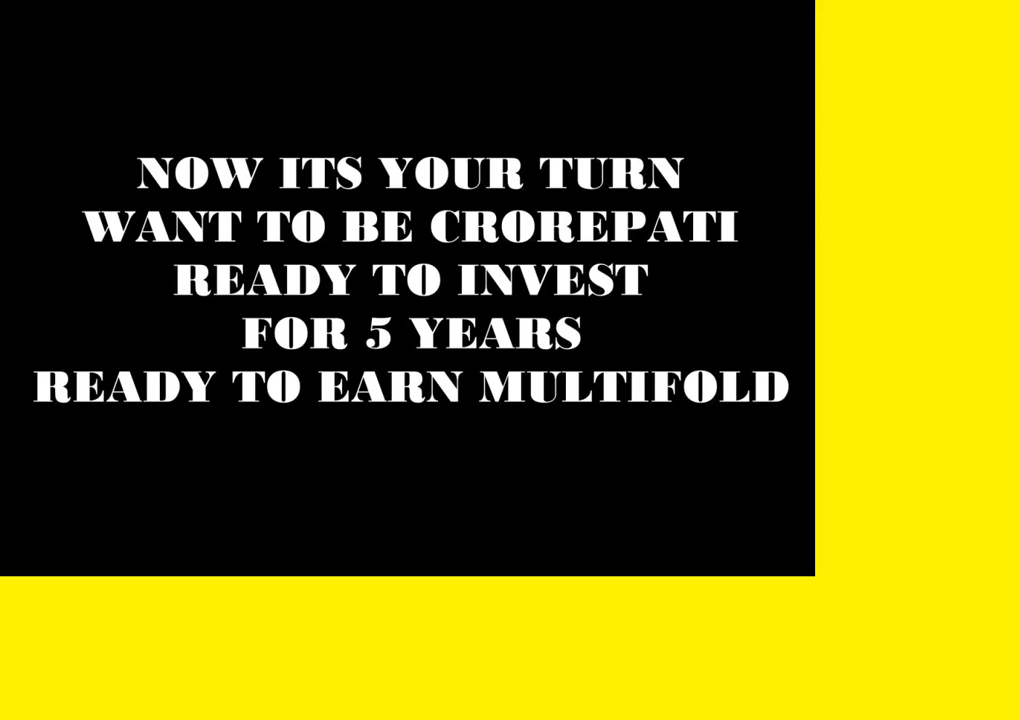 NOW ITS YOUR TURN
WANT TO BE CROREPATI
READY TO INVEST
FOR 5 YEARS
READY TO EARN MULTIFOLD